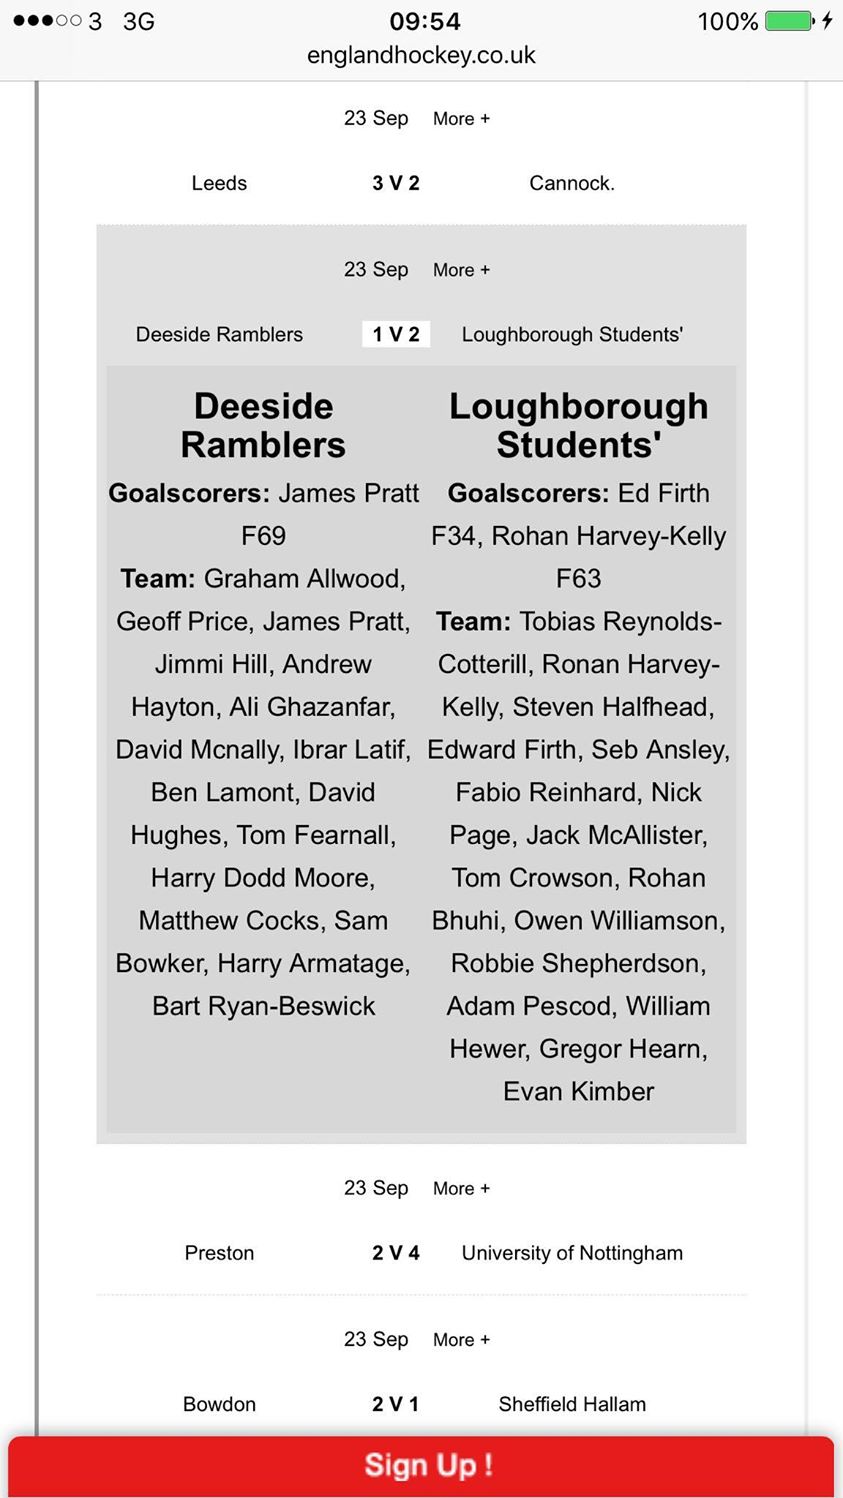 3 3G 09:54 100%
englandhockey.co.uk
23 Sep More +
Leeds 3 V 2 Cannock.
23 Sep More +
Deeside Ramblers 1 V 2 Loughborough Students'
Deeside
Ramblers
Goalscorers: James Pratt
F69
Team: Graham Allwood,
Geoff Price, James Pratt,
Jimmi Hill, Andrew
Hayton, Ali Ghazanfar,
David Mcnally, Ibrar Latif,
Ben Lamont, David
Hughes, Tom Fearnall,
Harry Dodd Moore,
Matthew Cocks, Sam
Bowker, Harry Armatage,
Bart Ryan-Beswick
Loughborough
Students'
Goalscorers: Ed Firth
F34, Rohan Harvey-Kelly
F63
Team: Tobias Reynolds-
Cotterill, Ronan Harvey-
Kelly, Steven Halfhead,
Edward Firth, Seb Ansley,
Fabio Reinhard, Nick
Page, Jack McAllister,
Tom Crowson, Rohan
Bhuhi, Owen Williamson,
Robbie Shepherdson,
Adam Pescod, William
Hewer, Gregor Hearn,
Evan Kimber
23 Sep More +
Preston 2 V 4 University of Nottingham
23 Sep More +
Bowdon 2 V 1 Sheffield Hallam
Sign Up !